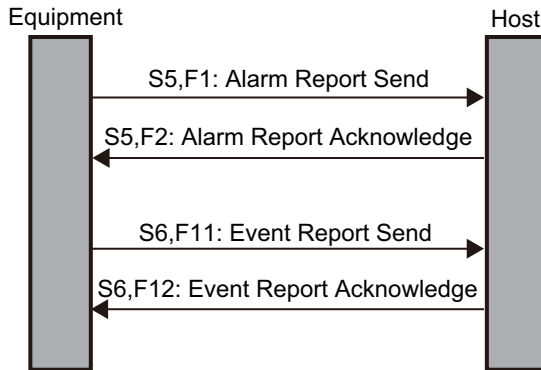 Equipment
Host
S5,F1: Alarm Report Send
S5,F2: Alarm Report Acknowledge
S6,F11: Event Report Send
S6,F12: Event Report Acknowledge